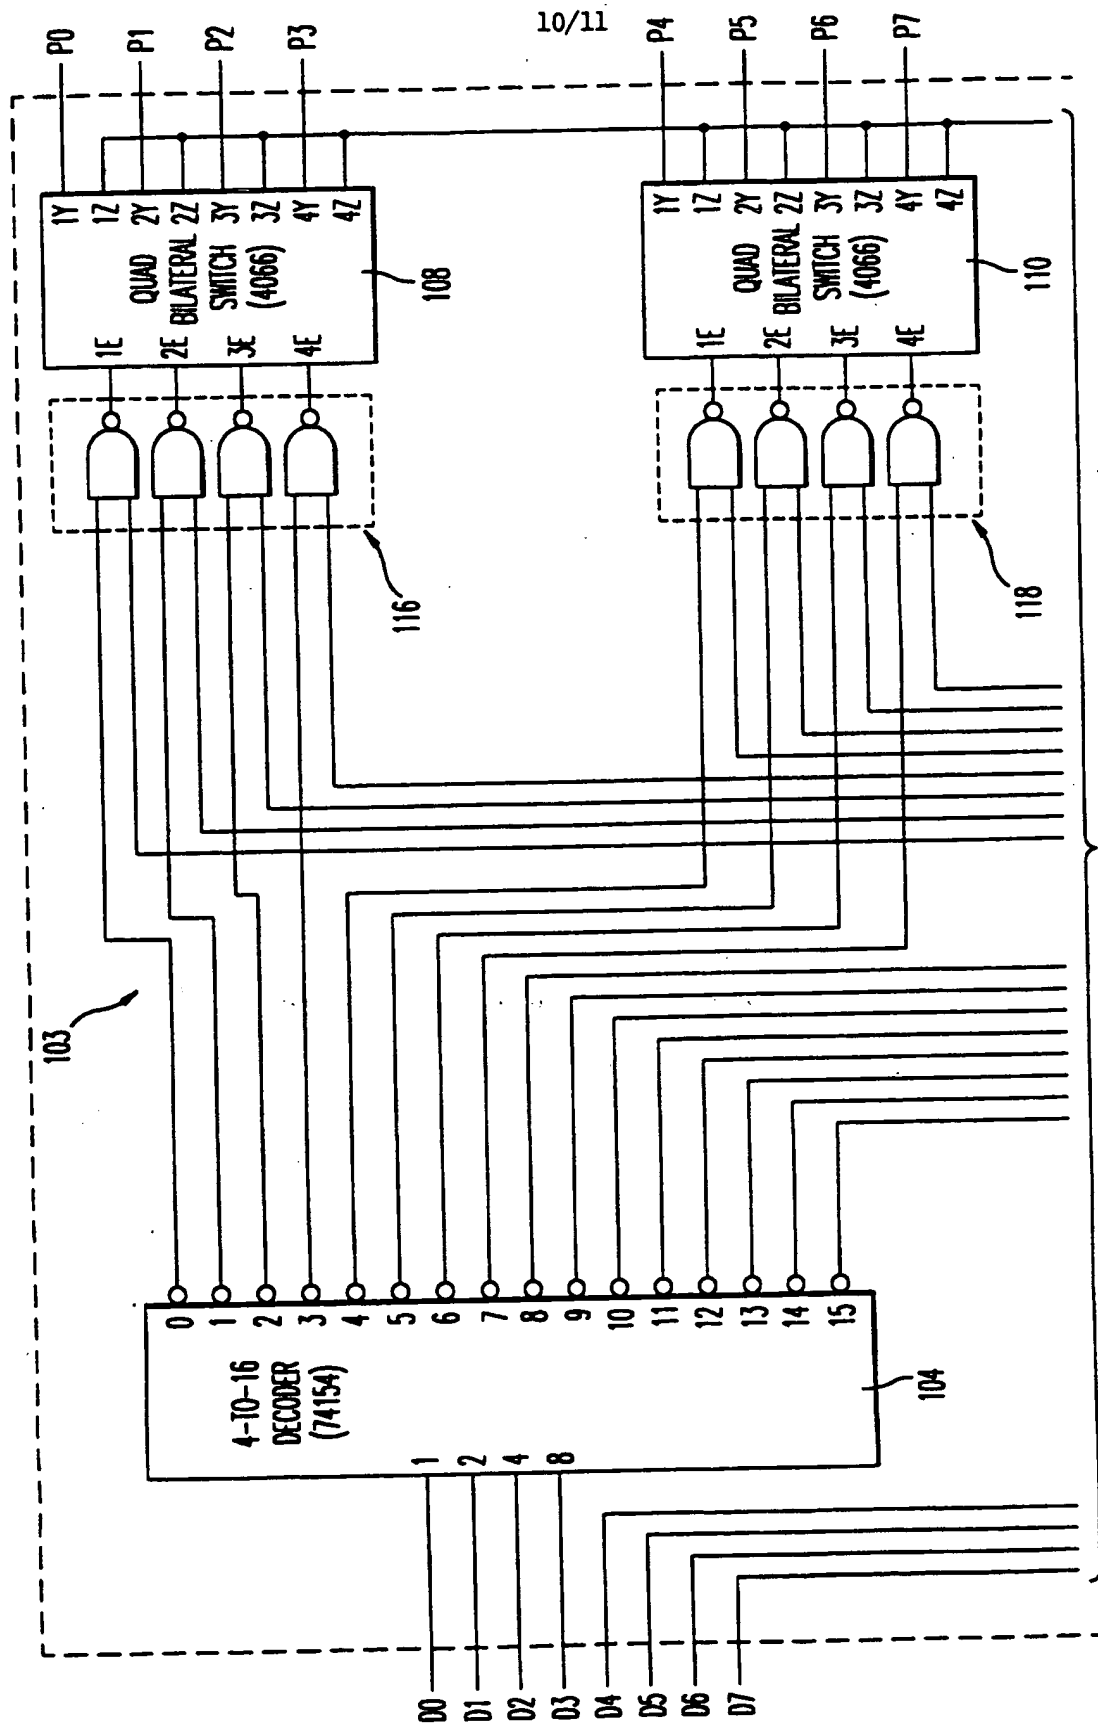 10/11
103
D0
D1
D2
D3
D4
D5
D6
D7
1
2
4
8
4-TO-16
DECODER
(74154)
0
1
2
3
4
5
6
7
8
9
10
11
12
13
14
15
104
116
1E
2E
3E
4E
QUAD
BILATERAL
SWITCH
(4066)
1Y
1Z
2Y
2Z
3Y
3Z
4Y
4Z
108
P0
P1
P2
P3
118
1E
2E
3E
4E
QUAD
BILATERAL
SWITCH
(4066)
1Y
1Z
2Y
2Z
3Y
3Z
4Y
4Z
110
P4
P5
P6
P7